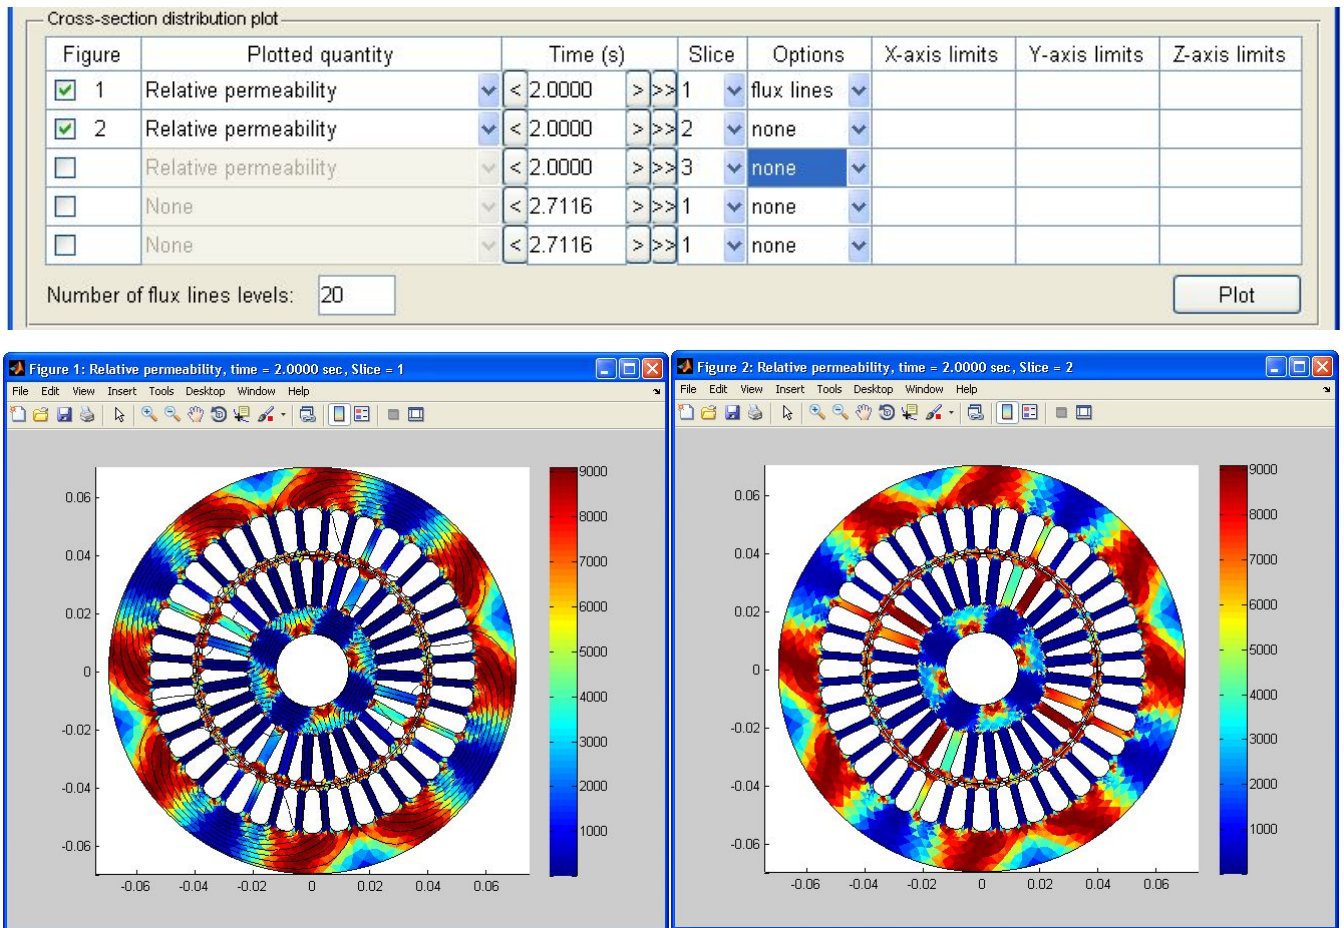 Cross-section distribution plot
Figure Plotted quantity Time (s) Slice Options X-axis limits Y-axis limits Z-axis limits
1 Relative permeability < 2.0000 > >> 1 flux lines
2 Relative permeability < 2.0000 > >> 2 none
Relative permeability < 2.0000 > >> 3 none
None < 2.7116 > >> 1 none
None < 2.7116 > >> 1 none
Number of flux lines levels: 20 Plot
Figure 1: Relative permeability, time = 2.0000 sec, Slice = 1
File Edit View Insert Tools Desktop Window Help
0.06
0.04
0.02
0
-0.02
-0.04
-0.06
-0.06 -0.04 -0.02 0 0.02 0.04 0.06
9000
8000
7000
6000
5000
4000
3000
2000
1000
Figure 2: Relative permeability, time = 2.0000 sec, Slice = 2
File Edit View Insert Tools Desktop Window Help
0.06
0.04
0.02
0
-0.02
-0.04
-0.06
-0.06 -0.04 -0.02 0 0.02 0.04 0.06
9000
8000
7000
6000
5000
4000
3000
2000
1000